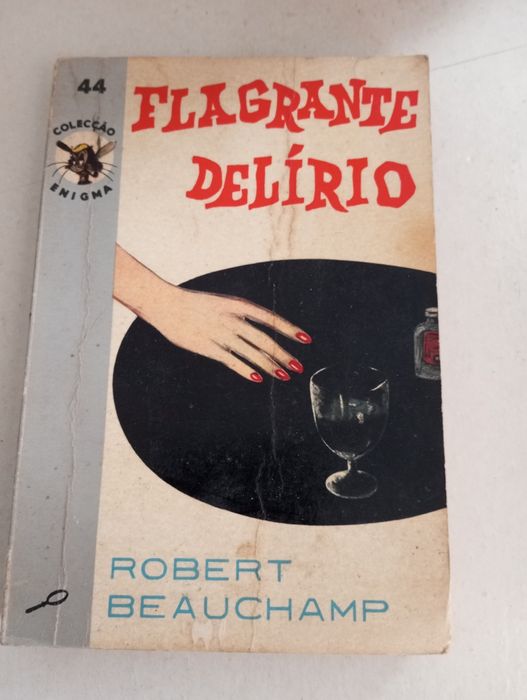 44
COLECÇÃO
ENIGMA
FLAGRANTE
DELÍRIO
ROBERT
BEAUCHAMP